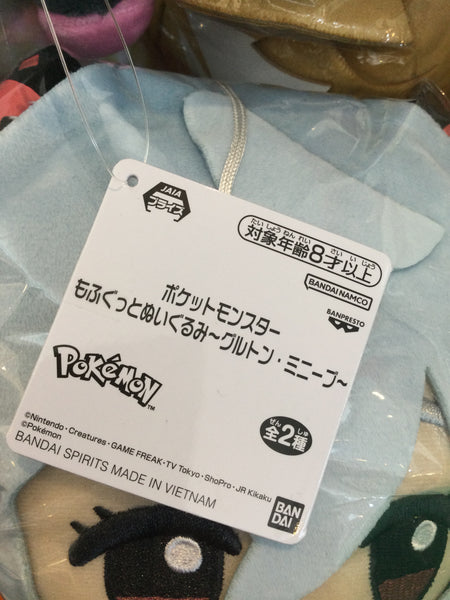 JAIA
プライズ
たいしょうねんれい さい いじょう
対象年齢8才以上
BANDAI NAMCO
BANPRESTO
ポケットモンスター
もふぐっとぬいぐるみ～グルトン・ミニーブ～
POKéMON
TM
ぜん しゅ
全2種
©Nintendo・Creatures・GAME FREAK・TV Tokyo・ShoPro・JR Kikaku
©Pokémon
BANDAI SPIRITS MADE IN VIETNAM
BAN
DAI